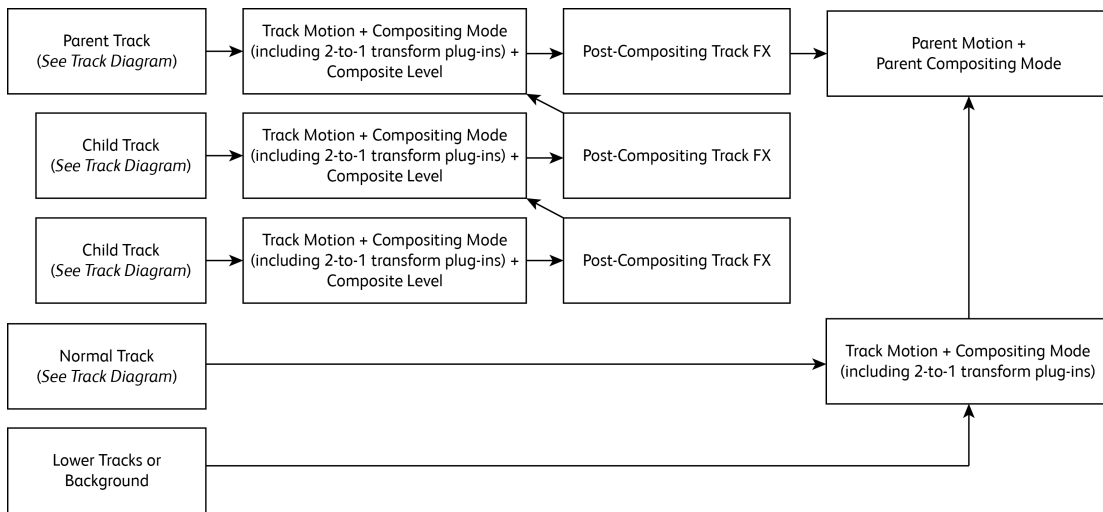 Parent Track
(See Track Diagram)
Track Motion + Compositing Mode
(including 2-to-1 transform plug-ins) +
Composite Level
Post-Compositing Track FX
Parent Motion +
Parent Compositing Mode
Child Track
(See Track Diagram)
Track Motion + Compositing Mode
(including 2-to-1 transform plug-ins) +
Composite Level
Post-Compositing Track FX
Child Track
(See Track Diagram)
Track Motion + Compositing Mode
(including 2-to-1 transform plug-ins) +
Composite Level
Post-Compositing Track FX
Normal Track
(See Track Diagram)
Track Motion + Compositing Mode
(including 2-to-1 transform plug-ins)
Lower Tracks or
Background